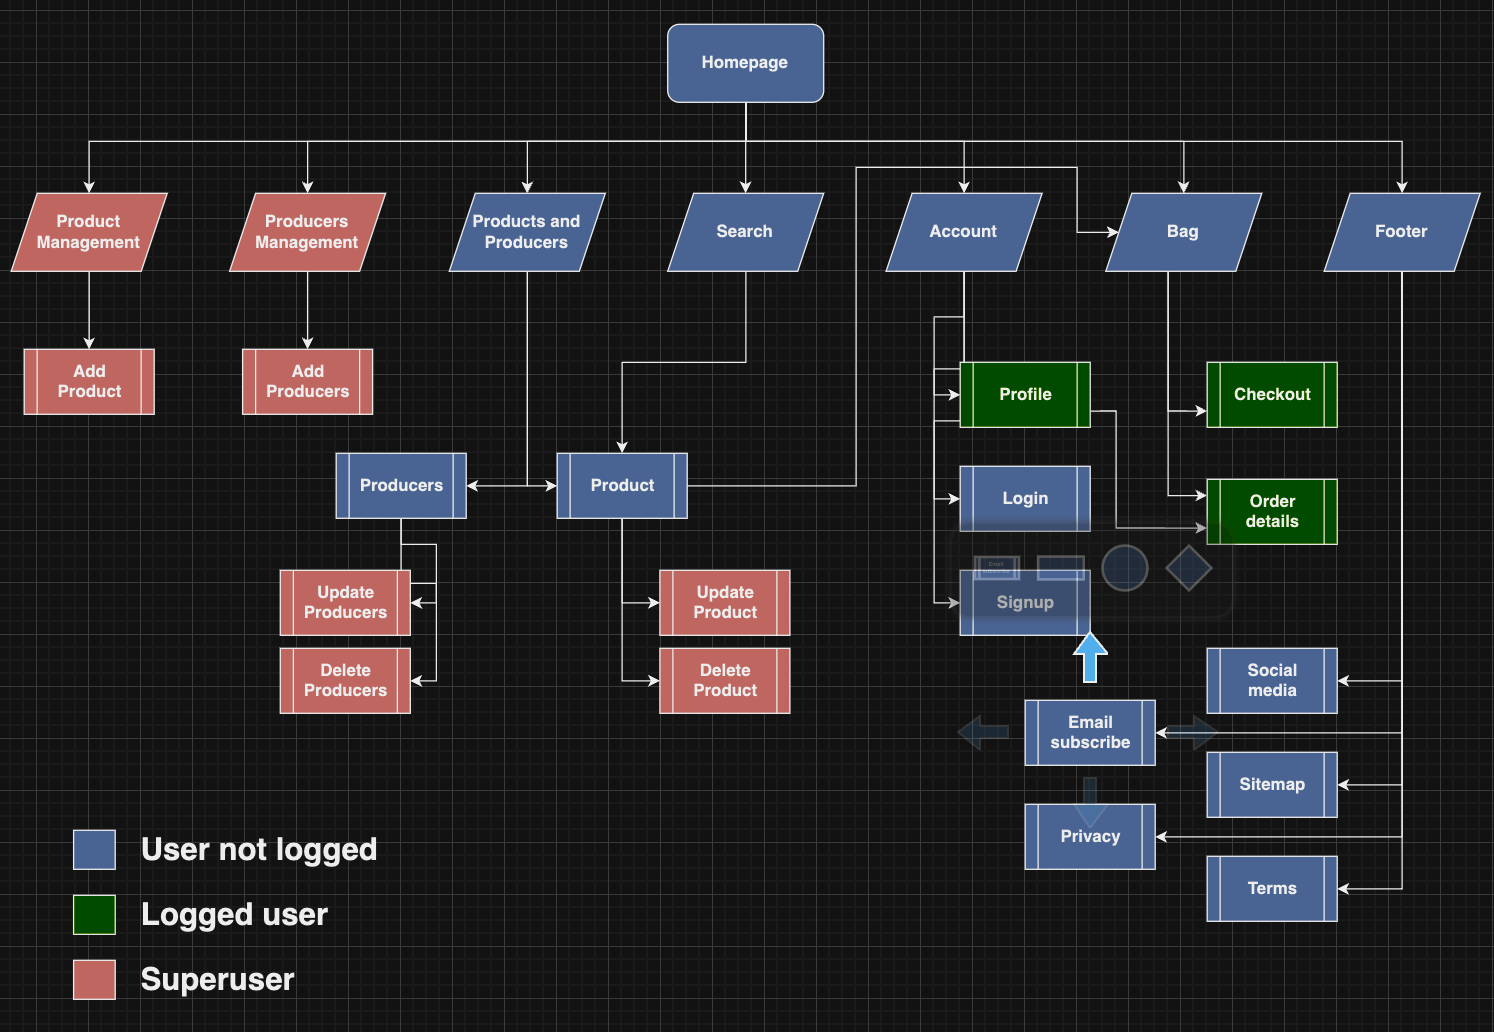 Homepage
Product
Management
Producers
Management
Products and
Producers
Search
Account
Bag
Footer
Add
Product
Add
Producers
Profile
Checkout
Producers
Product
Login
Order
details
Email
subscribe
Update
Producers
Update
Product
Signup
Delete
Producers
Delete
Product
Social
media
Email
subscribe
Sitemap
Privacy
Terms
User not logged
Logged user
Superuser